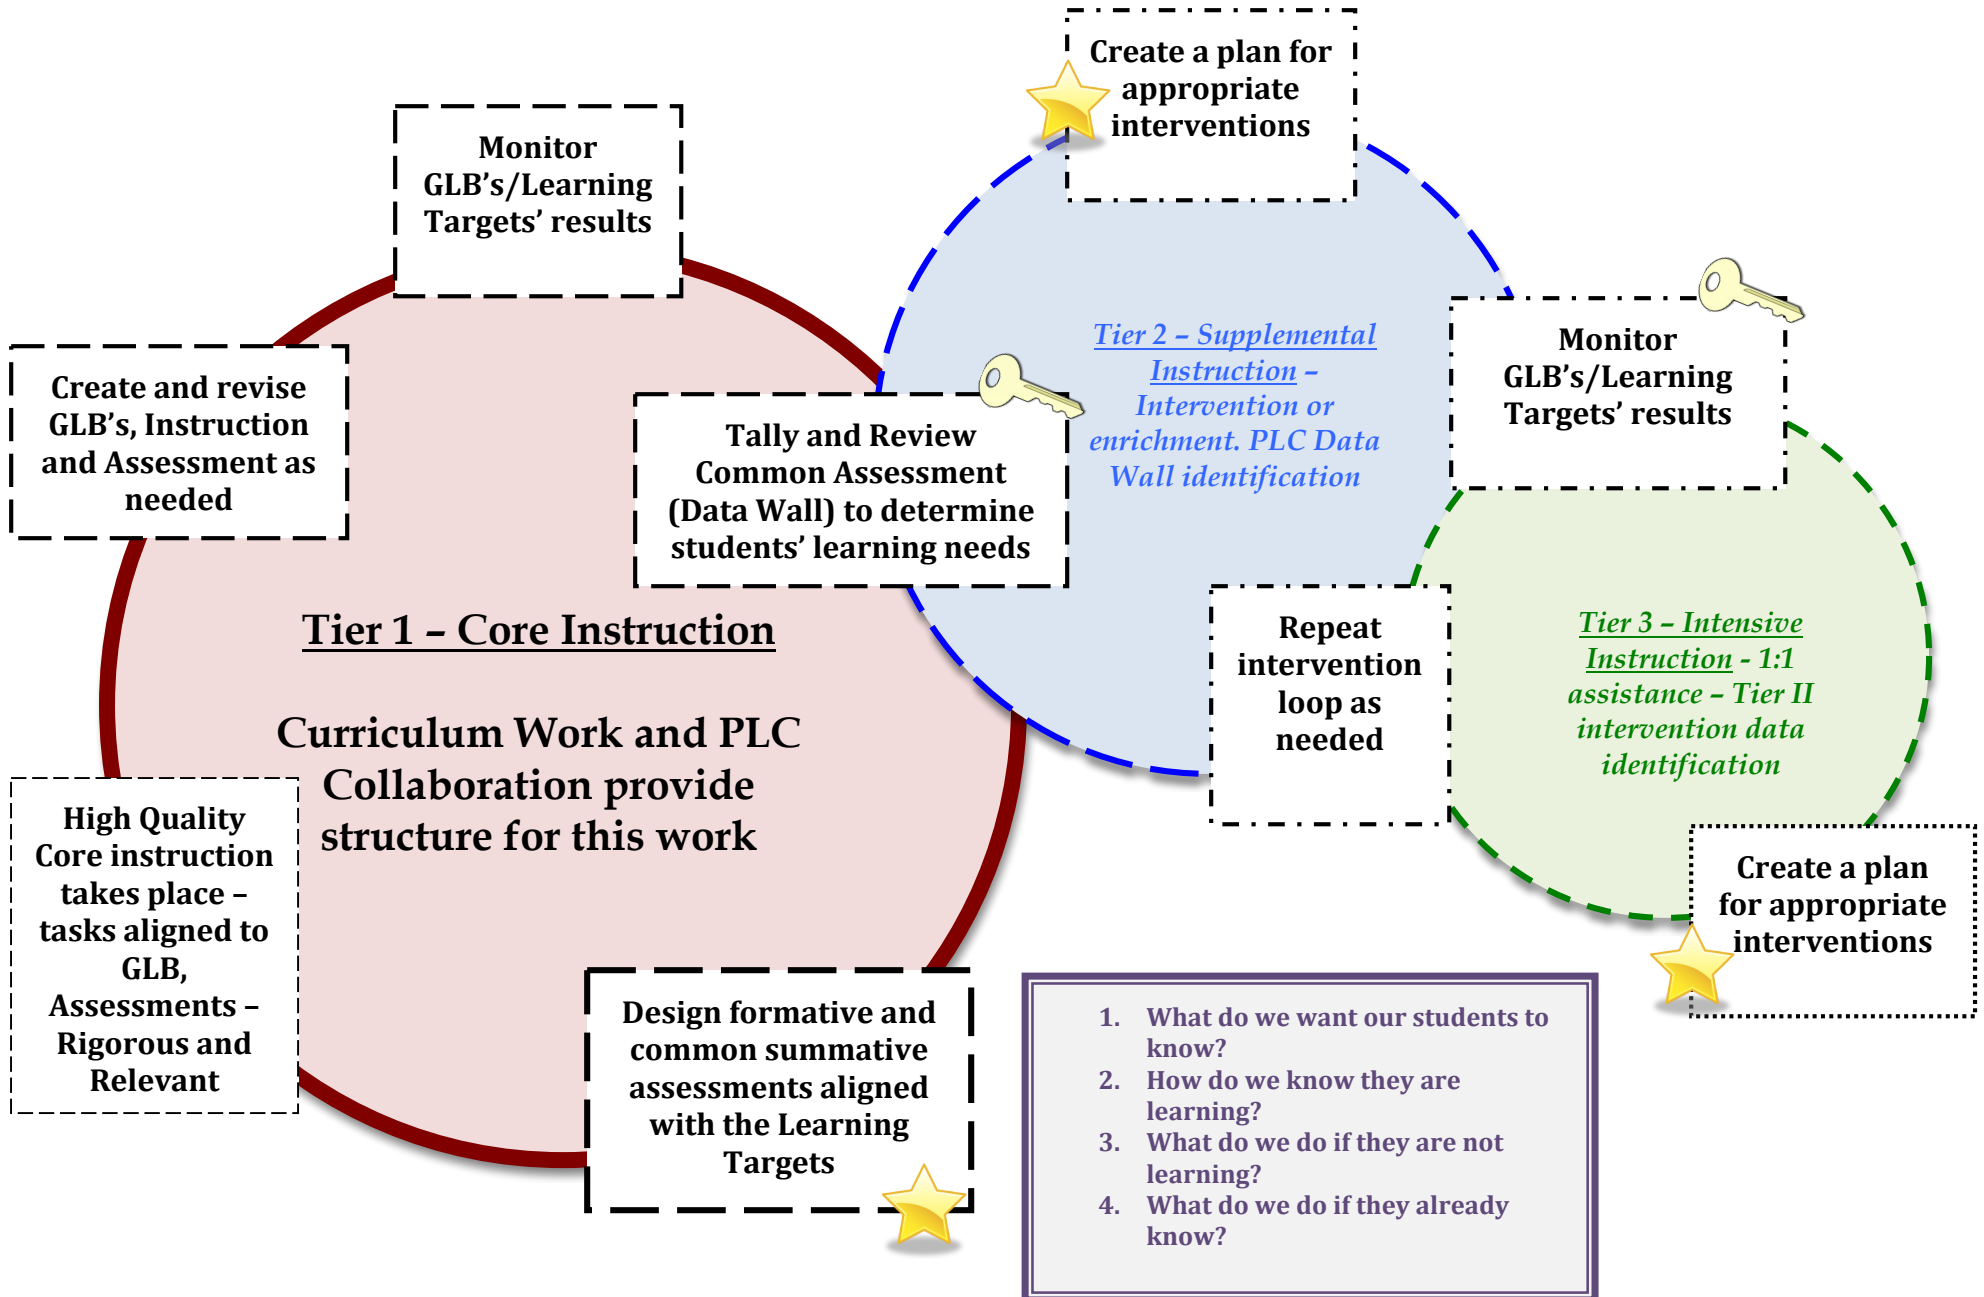 Create a plan for
appropriate
interventions
Monitor
GLB’s/Learning
Targets’ results
Create and revise
GLB’s, Instruction
and Assessment as
needed
Tally and Review
Common Assessment
(Data Wall) to determine
students’ learning needs
Tier 2 – Supplemental
Instruction –
Intervention or
enrichment. PLC Data
Wall identification
Monitor
GLB’s/Learning
Targets’ results
Tier 1 – Core Instruction
Curriculum Work and PLC
Collaboration provide
structure for this work
Repeat
intervention
loop as
needed
Tier 3 – Intensive
Instruction - 1:1
assistance – Tier II
intervention data
identification
High Quality
Core instruction
takes place –
tasks aligned to
GLB,
Assessments –
Rigorous and
Relevant
Design formative and
common summative
assessments aligned
with the Learning
Targets
Create a plan
for appropriate
interventions
1. What do we want our students to
know?
2. How do we know they are
learning?
3. What do we do if they are not
learning?
4. What do we do if they already
know?